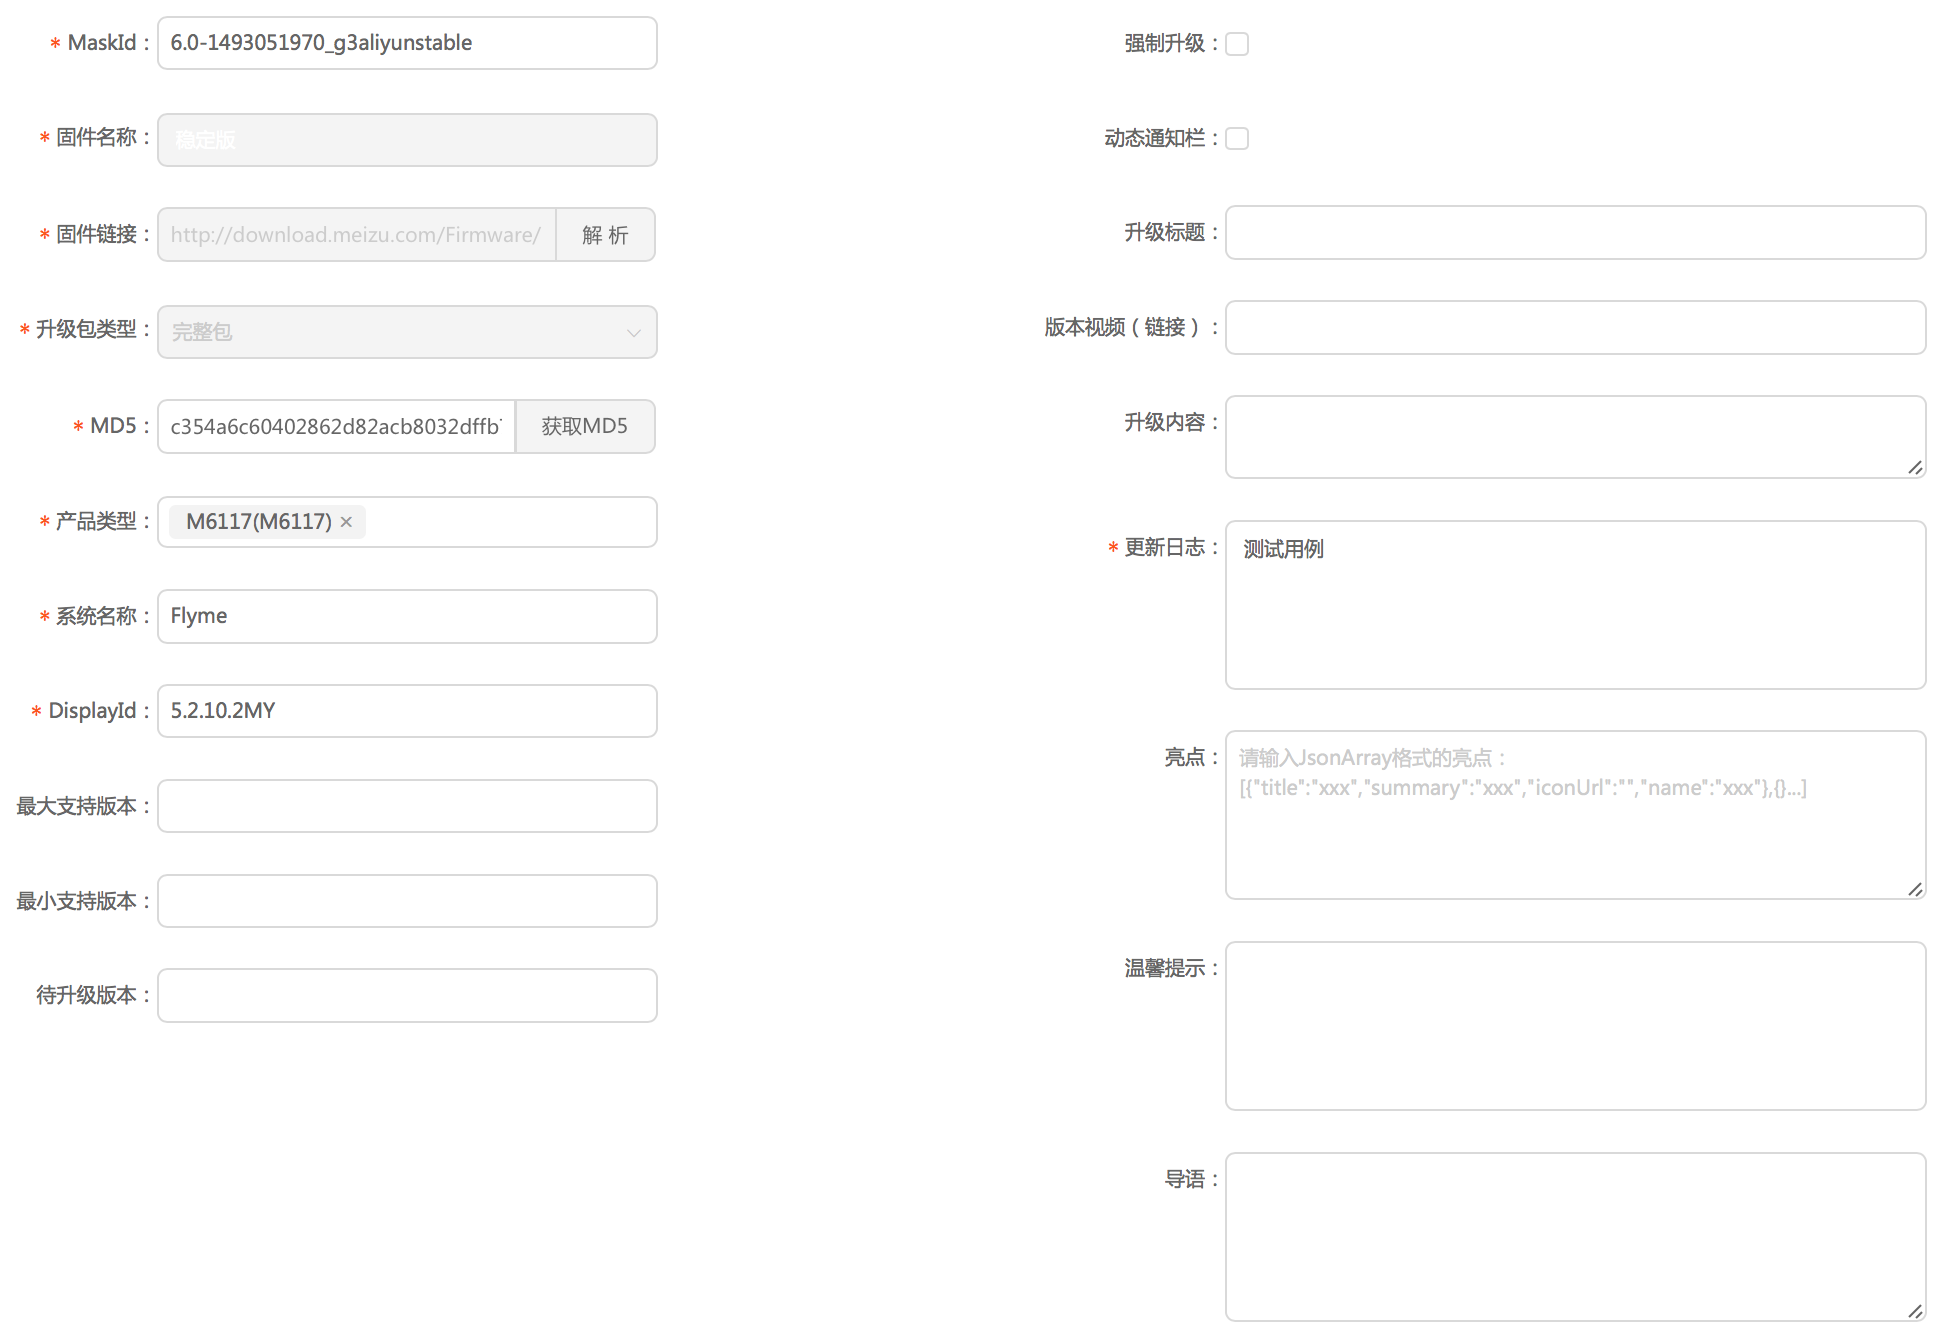 * MaskId : 6.0-1493051970_g3aliyunstable
* 固件名称 : 稳定版
* 固件链接 : http://download.meizu.com/Firmware/ 解 析
* 升级包类型 : 完整包
* MD5 : c354a6c60402862d82acb8032dffb 获取MD5
* 产品类型 : M6117(M6117) ×
* 系统名称 : Flyme
* DisplayId : 5.2.10.2MY
最大支持版本 :
最小支持版本 :
待升级版本 :
强制升级 :
动态通知栏 :
升级标题 :
版本视频（链接） :
升级内容 :
* 更新日志 : 测试用例
亮点 : 请输入JsonArray格式的亮点：
[{"title":"xxx","summary":"xxx","iconUrl":"","name":"xxx"},{}...]
温馨提示 :
导语 :